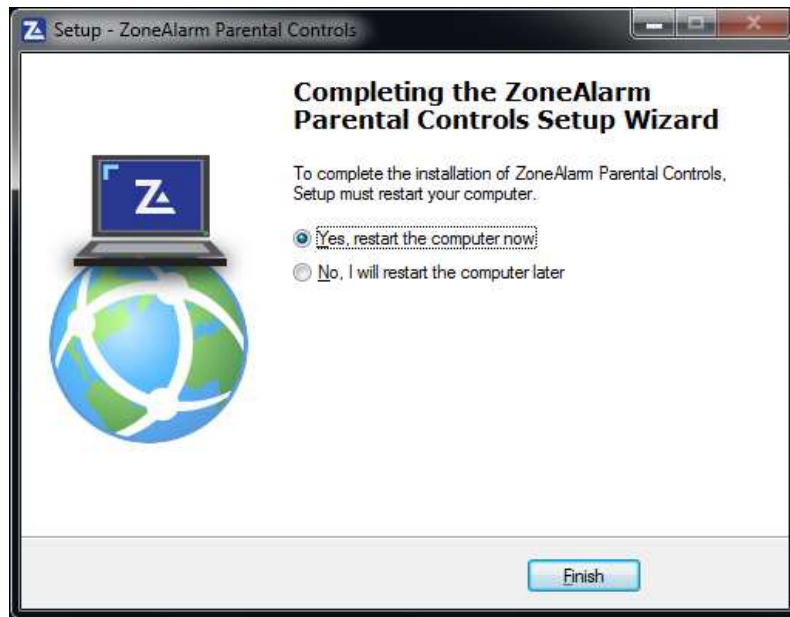 Setup - ZoneAlarm Parental Controls
Completing the ZoneAlarm
Parental Controls Setup Wizard
To complete the installation of ZoneAlarm Parental Controls,
Setup must restart your computer.
Yes, restart the computer now
No, I will restart the computer later
Finish